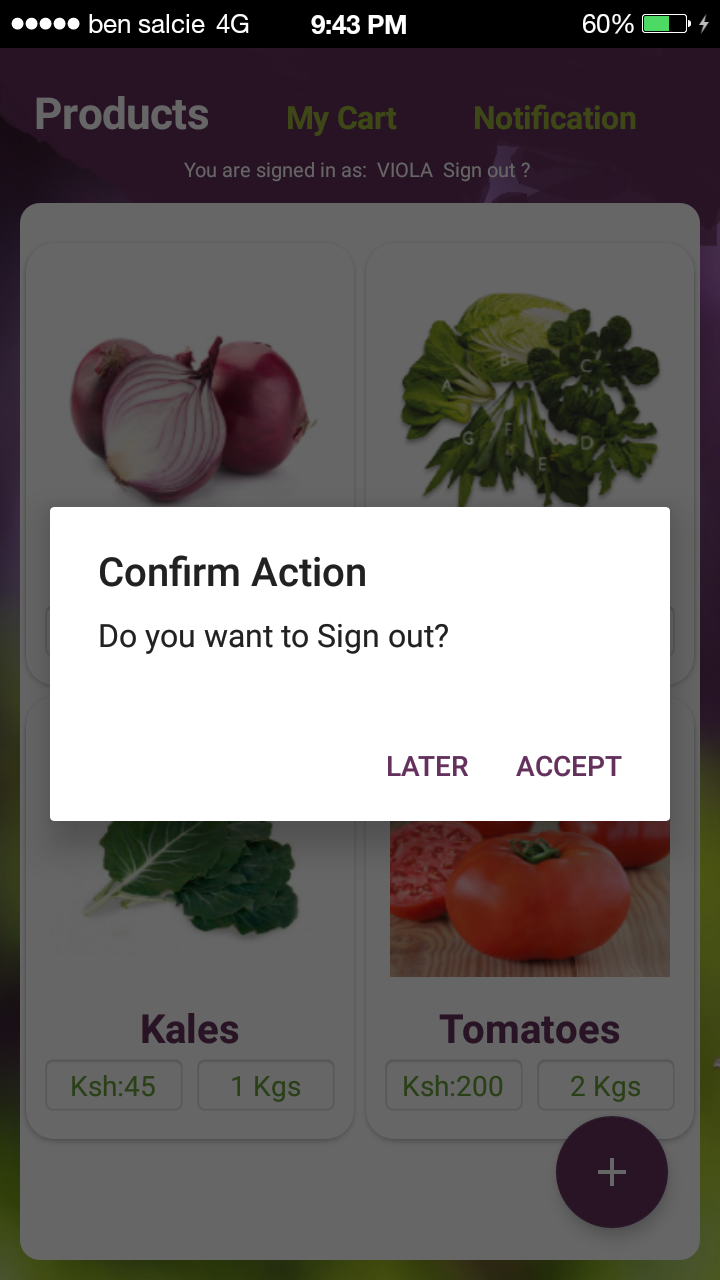 ben salcie 4G 9:43 PM 60%
Products My Cart Notification
You are signed in as: VIOLA Sign out ?
A B C
G F E D
Confirm Action
Do you want to Sign out?
LATER ACCEPT
Kales Tomatoes
Ksh:45 1 Kgs Ksh:200 2 Kgs
+